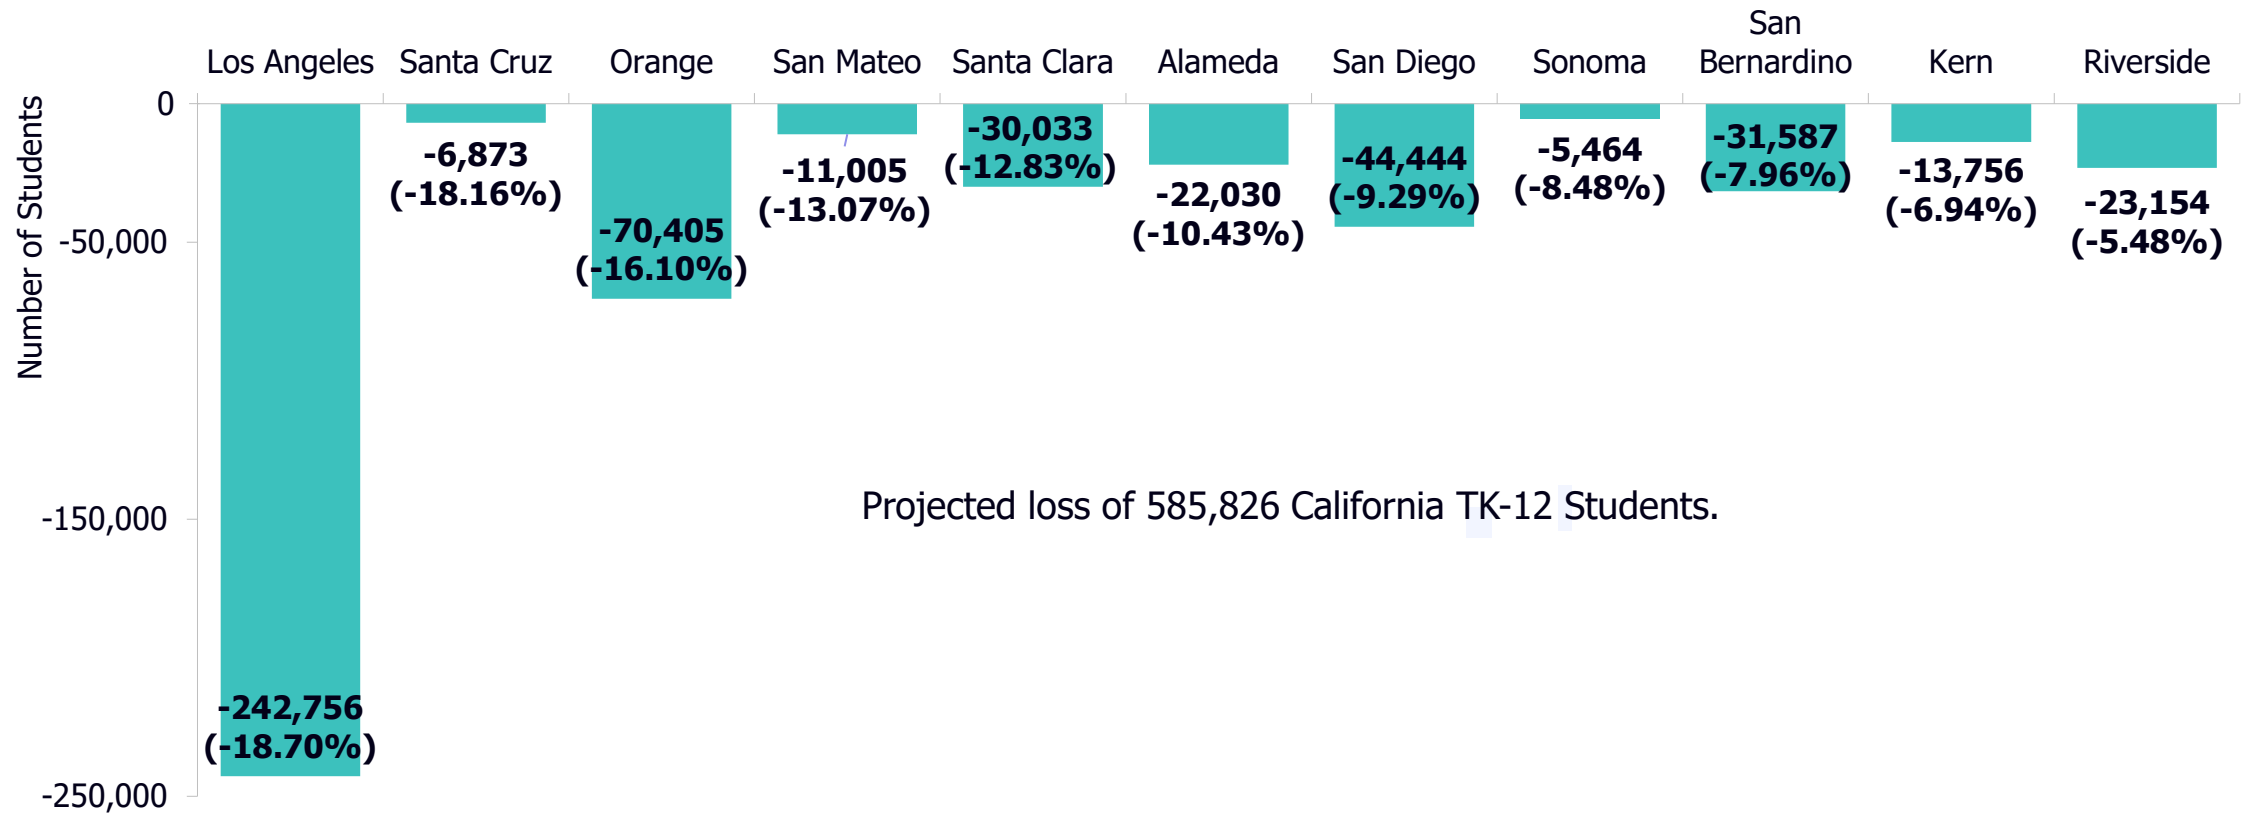 Los Angeles
Santa Cruz
Orange
San Mateo
Santa Clara
Alameda
San Diego
Sonoma
San
Bernardino
Kern
Riverside
Number of Students
0
-50,000
-150,000
-250,000
-242,756
(-18.70%)
-6,873
(-18.16%)
-70,405
(-16.10%)
-11,005
(-13.07%)
-30,033
(-12.83%)
-22,030
(-10.43%)
-44,444
(-9.29%)
-5,464
(-8.48%)
-31,587
(-7.96%)
-13,756
(-6.94%)
-23,154
(-5.48%)
Projected loss of 585,826 California TK-12 Students.